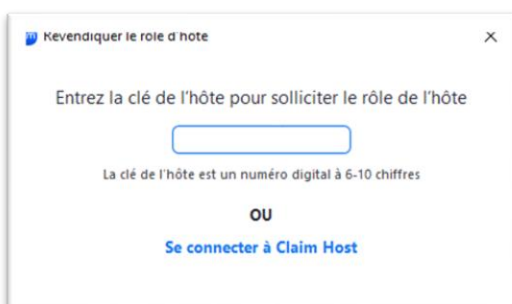 Revendiquer le rôle d'hôte
Entrez la clé de l'hôte pour solliciter le rôle de l'hôte
La clé de l'hôte est un numéro digital à 6-10 chiffres
OU
Se connecter à Claim Host